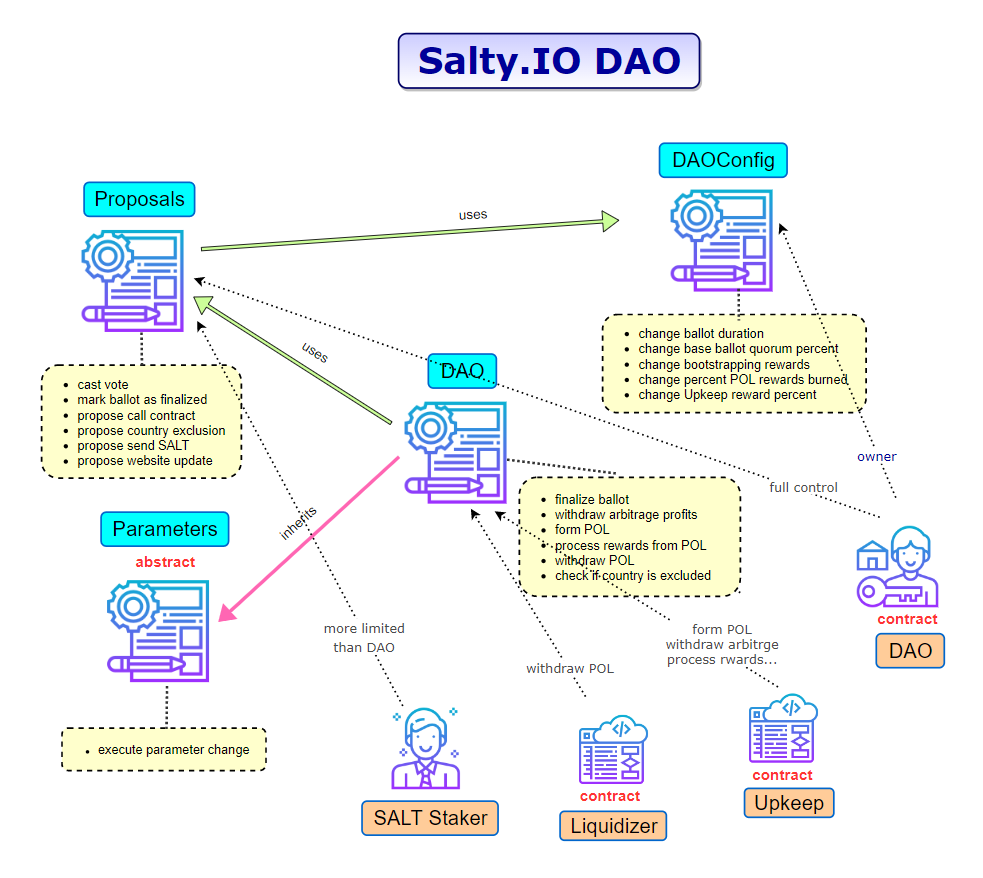 Salty.IO DAO
DAOConfig
Proposals
uses
change ballot duration
change base ballot quorum percent
change bootstrapping rewards
change percent POL rewards burned
change Upkeep reward percent
uses
DAO
cast vote
mark ballot as finalized
propose call contract
propose country exclusion
propose send SALT
propose website update
owner
full control
finalize ballot
withdraw arbitrage profits
form POL
process rewards from POL
withdraw POL
check if country is excluded
Parameters
abstract
inherits
contract
DAO
more limited
than DAO
form POL
withdraw arbitrge
process rwards...
withdraw POL
execute parameter change
contract
Upkeep
contract
Liquidizer
SALT Staker